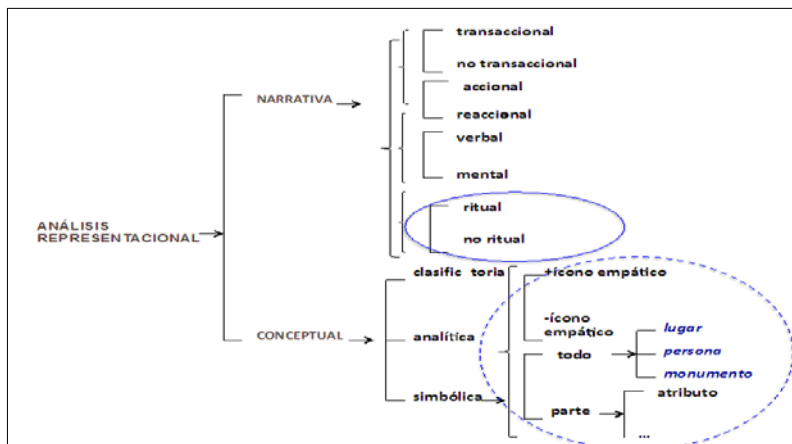 transaccional
no transaccional
accional
NARRATIVA
reaccional
verbal
mental
ritual
ANÁLISIS
REPRESENTACIONAL
no ritual
clasific toria
+ícono empático
CONCEPTUAL
analítica
-ícono
empático
todo
lugar
persona
monumento
simbólica
parte
atributo
...